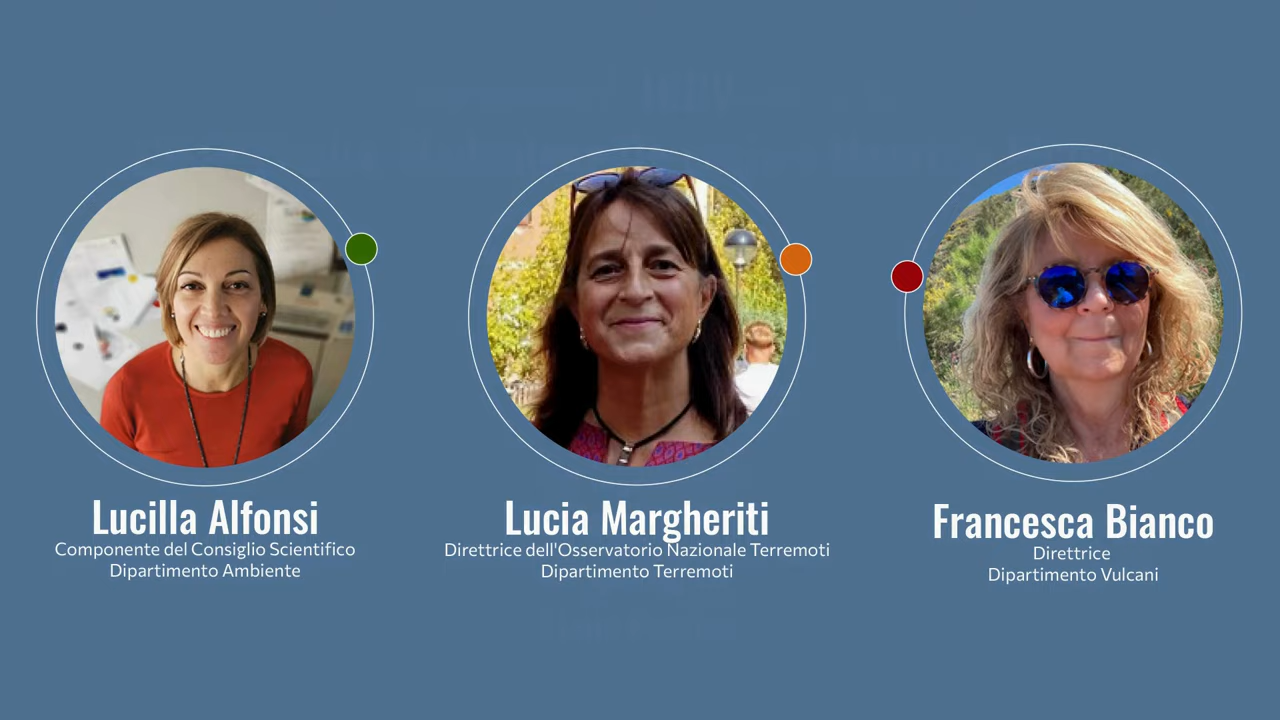 Lucilla Alfonsi
Componente del Consiglio Scientifico
Dipartimento Ambiente
Lucia Margheriti
Direttrice dell'Osservatorio Nazionale Terremoti
Dipartimento Terremoti
Francesca Bianco
Direttrice
Dipartimento Vulcani